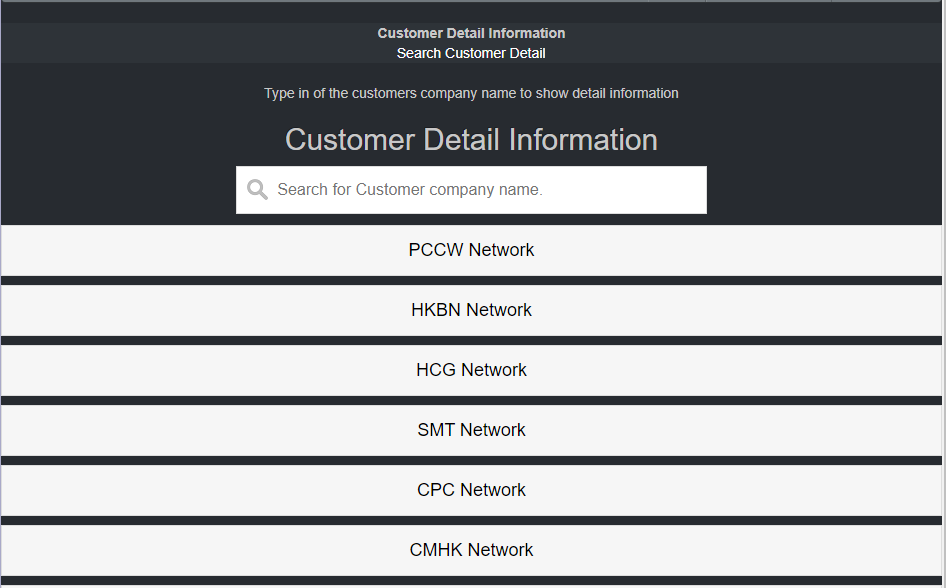 Customer Detail Information
Search Customer Detail
Type in of the customers company name to show detail information
Customer Detail Information
Search for Customer company name.
PCCW Network
HKBN Network
HCG Network
SMT Network
CPC Network
CMHK Network